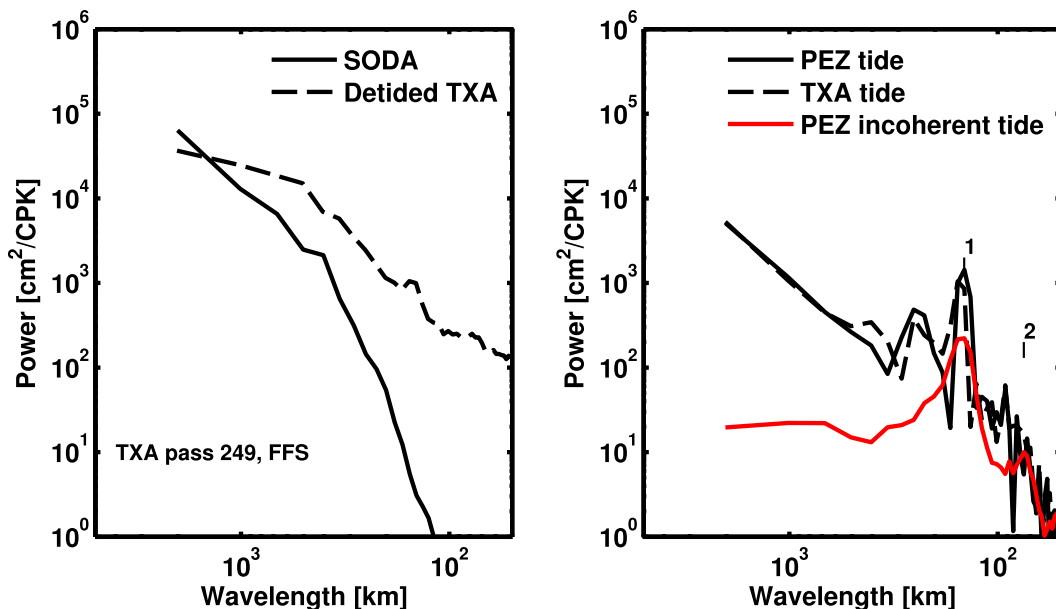 10^6
10^5
10^4
10^3
10^2
10^1
10^0
Power [cm^2/CPK]
SODA
Detided TXA
TXA pass 249, FFS
10^3
10^2
Wavelength [km]
10^6
10^5
10^4
10^3
10^2
10^1
10^0
Power [cm^2/CPK]
PEZ tide
TXA tide
PEZ incoherent tide
1
2
10^3
10^2
Wavelength [km]